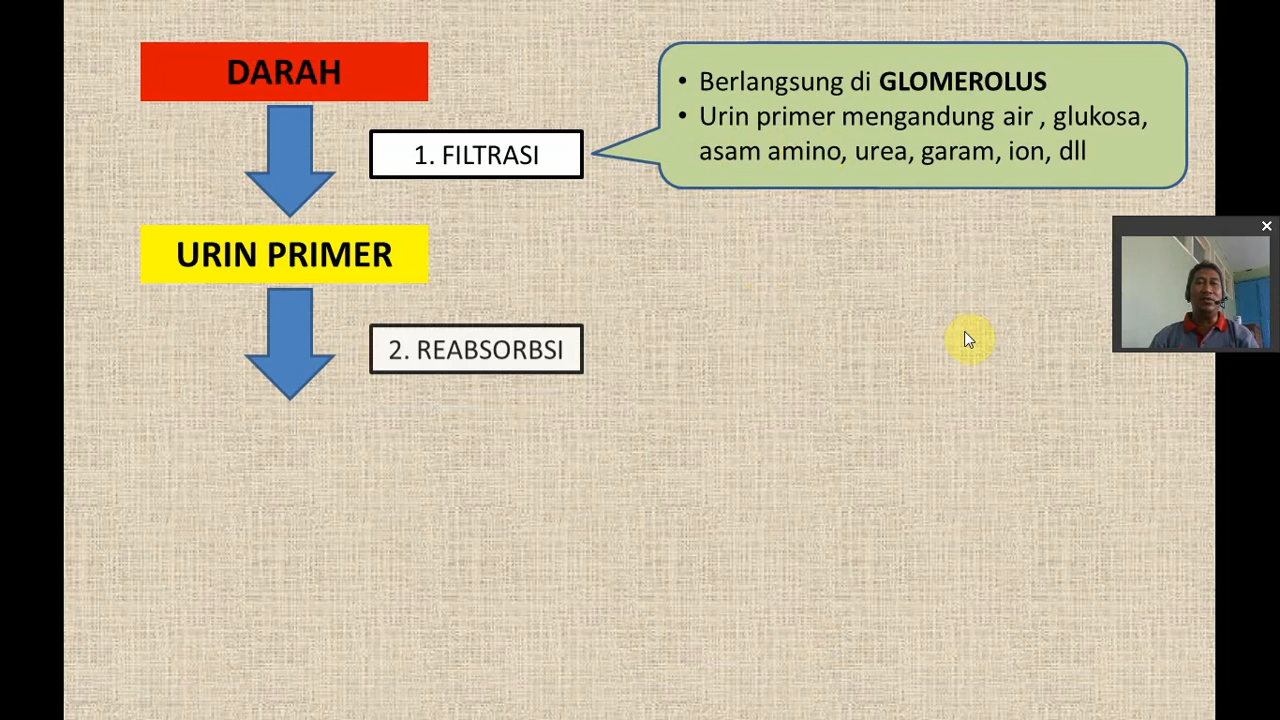 DARAH
1. FILTRASI
• Berlangsung di GLOMEROLUS
• Urin primer mengandung air , glukosa,
asam amino, urea, garam, ion, dll
URIN PRIMER
2. REABSORBSI